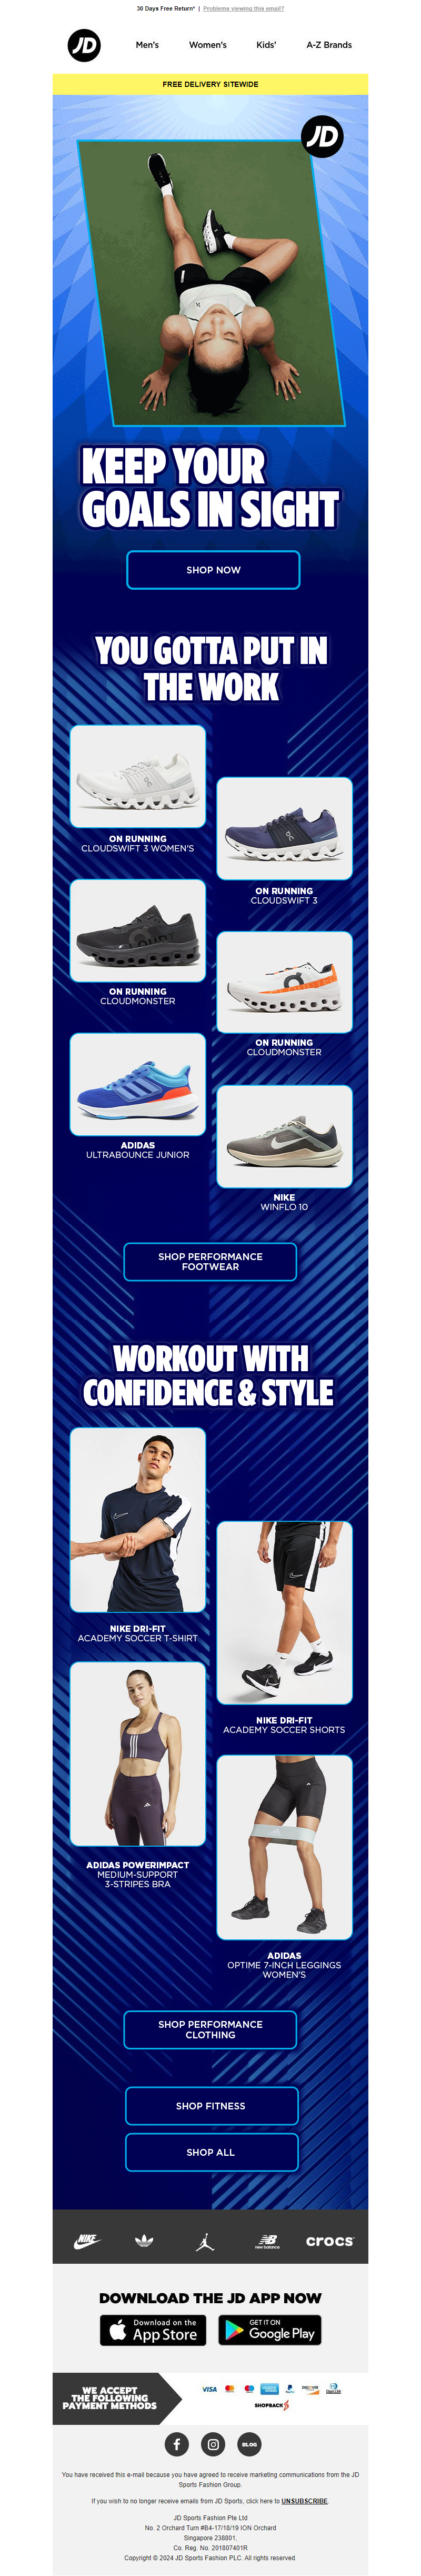 30 Days Free Return* | Problems viewing this email?
JD
Men's Women's Kids' A-Z Brands
FREE DELIVERY SITEWIDE
JD
KEEP YOUR
GOALS IN SIGHT
SHOP NOW
YOU GOTTA PUT IN
THE WORK
ON RUNNING
CLOUDSWIFT 3 WOMEN'S
ON RUNNING
CLOUDSWIFT 3
ON RUNNING
CLOUDMONSTER
ON RUNNING
CLOUDMONSTER
ADIDAS
ULTRABOUNCE JUNIOR
NIKE
WINFLO 10
SHOP PERFORMANCE
FOOTWEAR
WORKOUT WITH
CONFIDENCE & STYLE
NIKE DRI-FIT
ACADEMY SOCCER T-SHIRT
NIKE DRI-FIT
ACADEMY SOCCER SHORTS
ADIDAS POWERIMPACT
MEDIUM-SUPPORT
3-STRIPES BRA
ADIDAS
OPTIME 7-INCH LEGGINGS
WOMEN'S
SHOP PERFORMANCE
CLOTHING
SHOP FITNESS
SHOP ALL
NIKE
new balance
crocs
DOWNLOAD THE JD APP NOW
Download on the
App Store
GET IT ON
Google Play
WE ACCEPT
THE FOLLOWING
PAYMENT METHODS
VISA
PayPal
DISCOVER
SHOPBACK
BLOG
You have received this e-mail because you have agreed to receive marketing communications from the JD
Sports Fashion Group.
If you wish to no longer receive emails from JD Sports, click here to UNSUBSCRIBE.
JD Sports Fashion Pte Ltd
No. 2 Orchard Turn #B4-17/18/19 ION Orchard
Singapore 238801,
Co. Reg. No. 201807401R
Copyright © 2024 JD Sports Fashion PLC. All rights reserved.